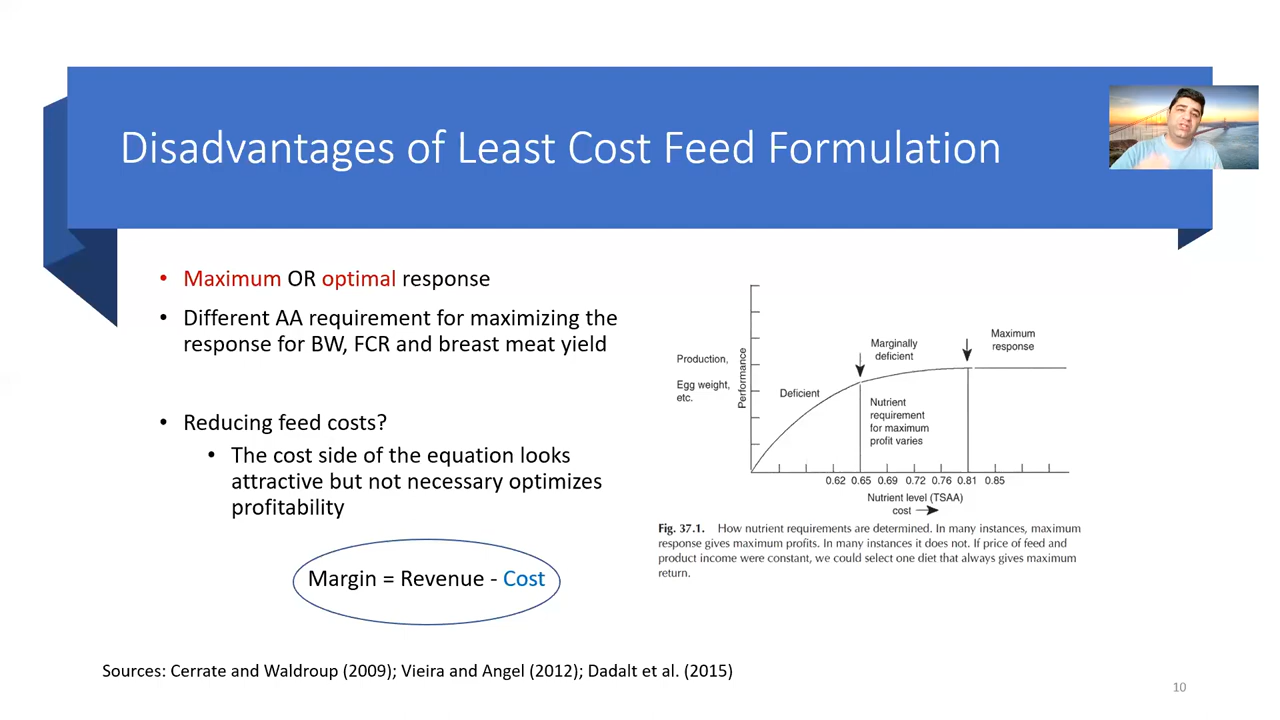 Disadvantages of Least Cost Feed Formulation
• Maximum OR optimal response
• Different AA requirement for maximizing the
response for BW, FCR and breast meat yield
• Reducing feed costs?
• The cost side of the equation looks
attractive but not necessary optimizes
profitability
Margin = Revenue - Cost
Production,
Egg weight,
etc.
Performance
Deficient
Marginally
deficient
Maximum
response
Nutrient
requirement
for maximum
profit varies
0.62 0.65 0.69 0.72 0.76 0.81 0.85
Nutrient level (TSAA)
cost
Fig. 37.1. How nutrient requirements are determined. In many instances, maximum
response gives maximum profits. In many instances it does not. If price of feed and
product income were constant, we could select one diet that always gives maximum
return.
Sources: Cerrate and Waldroup (2009); Vieira and Angel (2012); Dadalt et al. (2015)
10